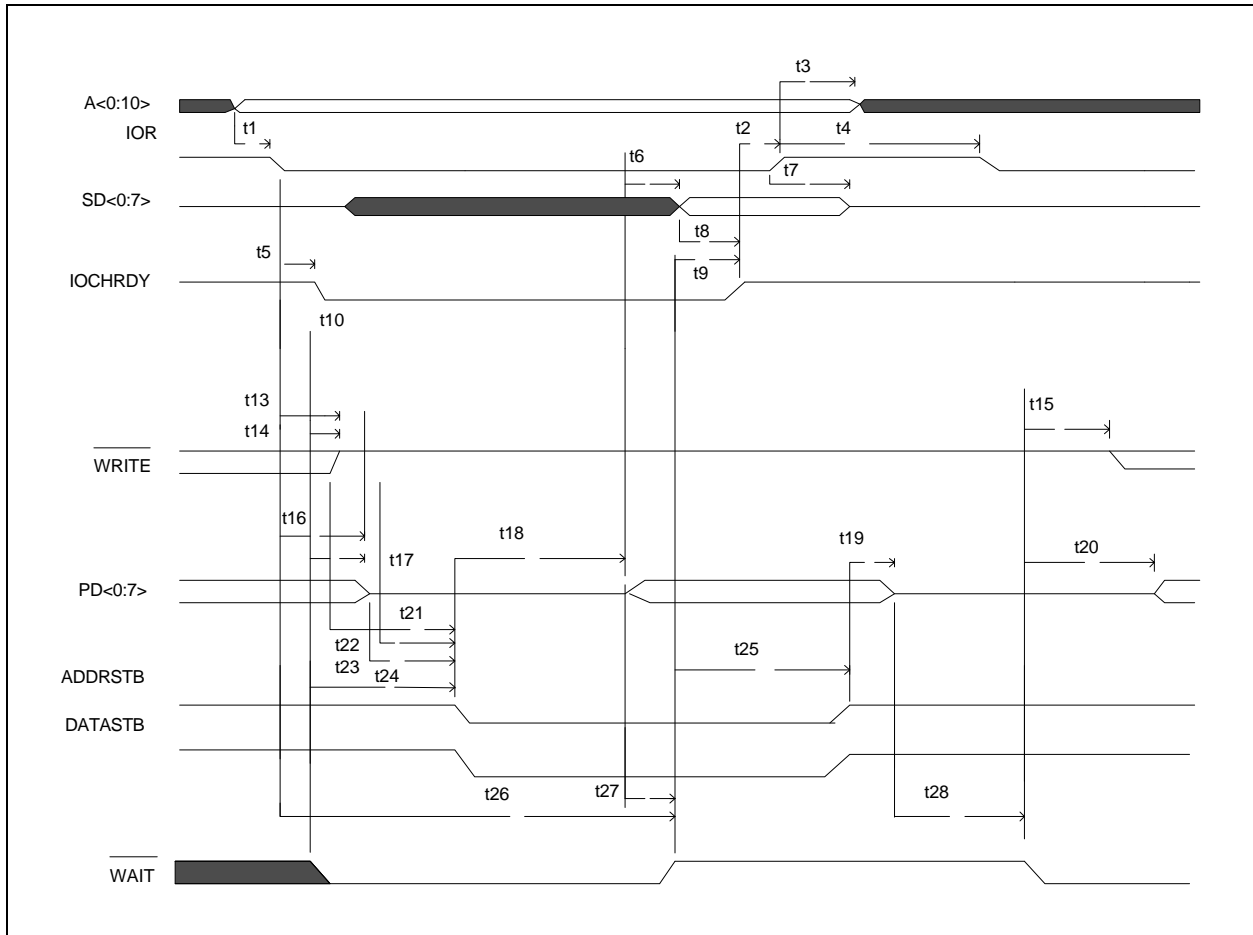 t3
A<0:10>
t1
t2
t4
IOR
t6
t7
SD<0:7>
t8
t5
t9
IOCHRDY
t10
t13
t15
t14
WRITE
t16
t18
t19
t17
t20
PD<0:7>
t21
t22
t23
t25
ADDRSTB
t24
DATASTB
t26
t27
t28
WAIT